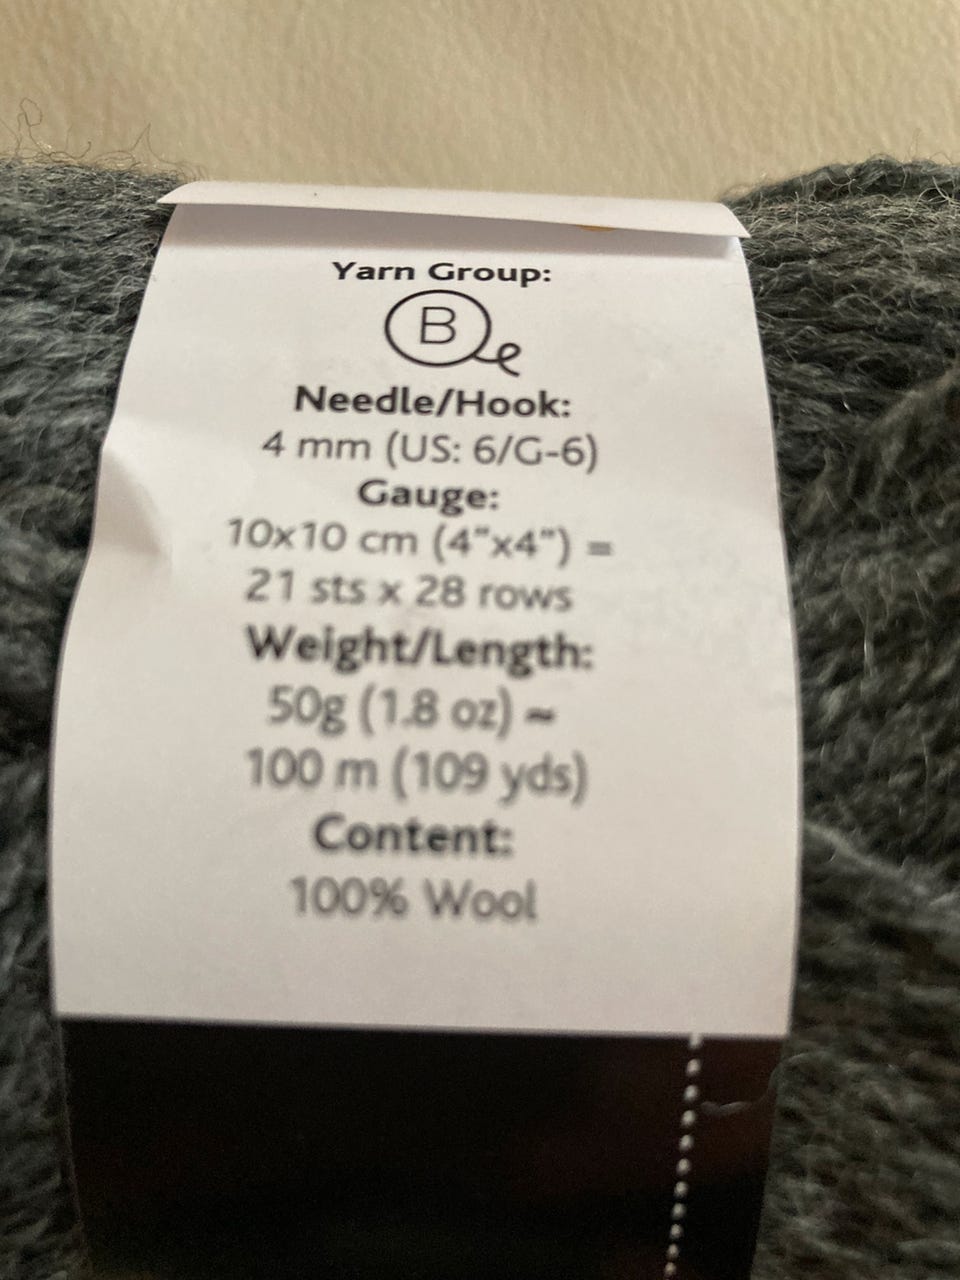 Yarn Group:
B
Needle/Hook:
4 mm (US: 6/G-6)
Gauge:
10x10 cm (4"x4") =
21 sts x 28 rows
Weight/Length:
50g (1.8 oz) ~
100 m (109 yds)
Content:
100% Wool